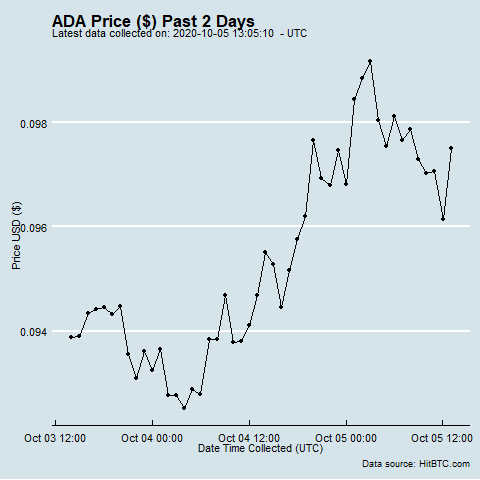 ADA Price ($) Past 2 Days
Latest data collected on: 2020-10-05 13:05:10  - UTC
0.098
0.096
0.094
Price USD ($)
Oct 03 12:00
Oct 04 00:00
Oct 04 12:00
Oct 05 00:00
Oct 05 12:00
Date Time Collected (UTC)
Data source: HitBTC.com